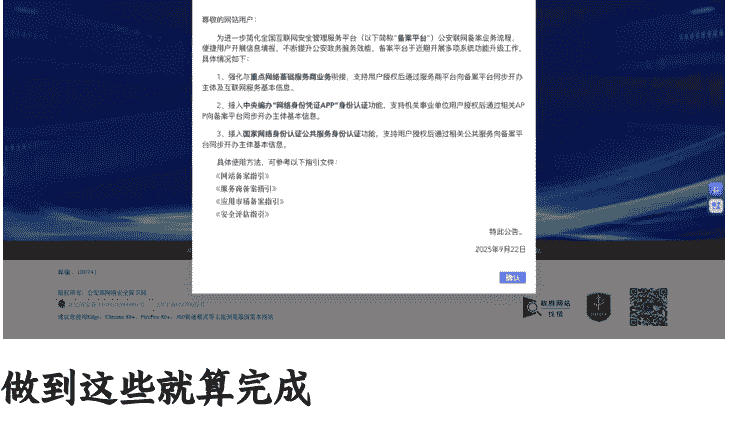 尊敬的网站用户：
为进一步简化全国互联网安全管理服务平台（以下简称“备案平台”）公安联网备案业务流程，
便捷用户开展信息填报，不断提升公安政务服务效能，备案平台于近期开展多项系统功能升级工作，
具体情况如下：
1、强化与重点网络基础服务商业务衔接，支持用户授权后通过服务商平台向备案平台同步开办
主体及互联网服务基本信息。
2、接入中央编办“网络身份凭证APP”身份认证功能，支持机关事业单位用户授权后通过相关AP
P向备案平台同步开办主体基本信息。
3、接入国家网络身份认证公共服务身份认证功能，支持用户授权后通过相关公共服务向备案平
台同步开办主体基本信息。
具体使用方法，可参考以下指引文件：
《网站备案指引》
《服务商备案指引》
《应用市场备案指引》
《安全评估指引》
特此公告。
2025年9月22日
确认
政府网站
找错
做到这些就算完成